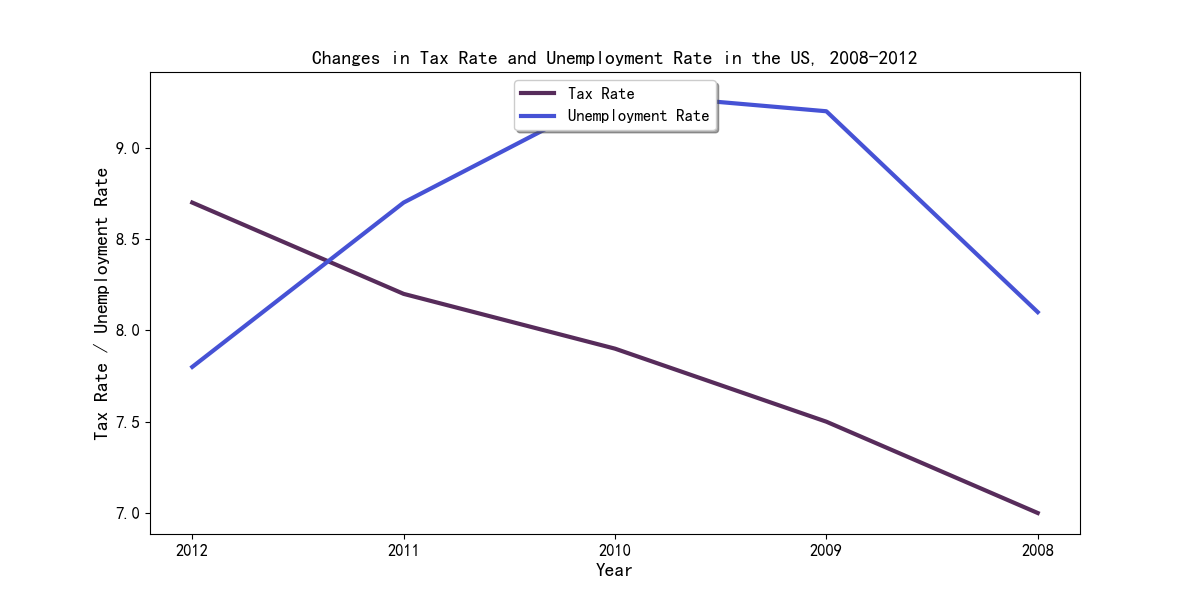 Changes in Tax Rate and Unemployment Rate in the US, 2008-2012
Tax Rate
Unemployment Rate
Tax Rate / Unemployment Rate
9.0
8.5
8.0
7.5
7.0
2012 2011 2010 2009 2008
Year